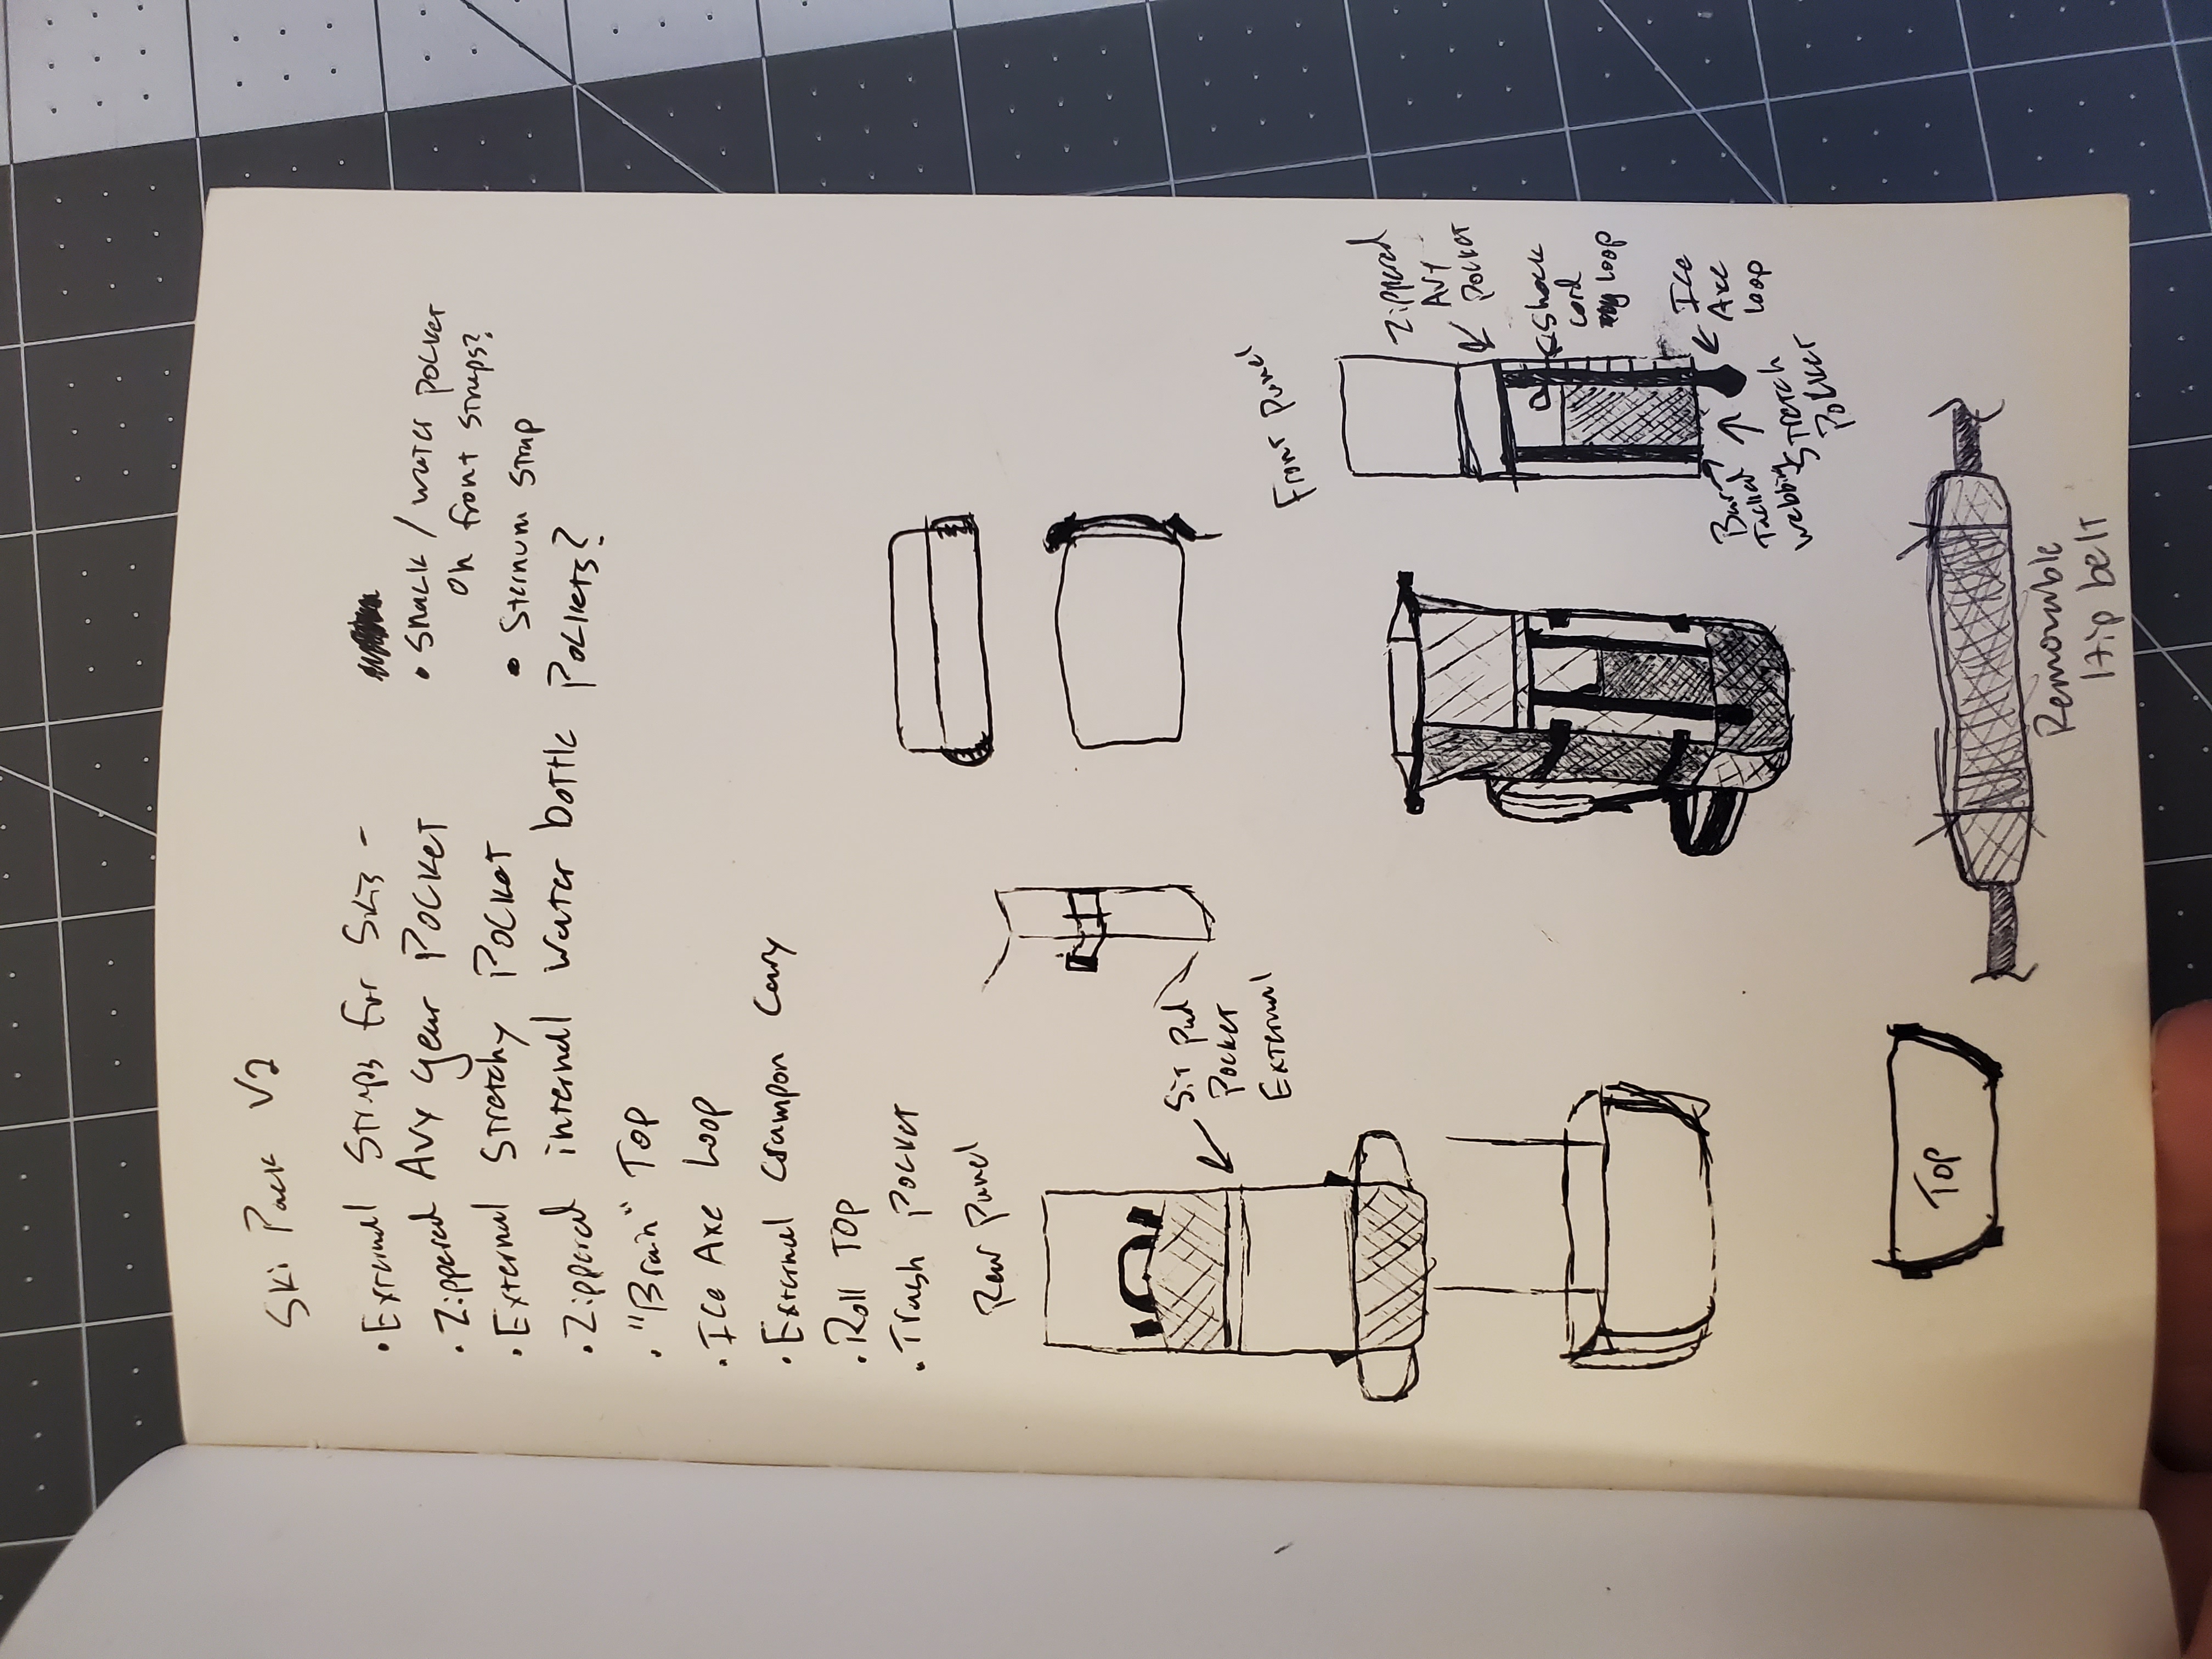 Ski Pack V2
• External Straps for Skis -
• Zippered Avy gear Pocket
• External Stretchy Pocket
• Zippered internal Water bottle Pockets?
• "Brain" Top
• Ice Axe Loop
• External Crampon Carry
• Roll Top
• Trash Pocket
• Snack / water pocket
on front straps?
• Sternum Strap
Rear Panel
Sit Pad
Pocket
External
Front Panel
Zippered
Avy
Pocket
Shock
cord
loop
Ice
Axe
loop
Bar
Tacked
webbing
Stretch
Pocket
Top
Removable
Hip belt